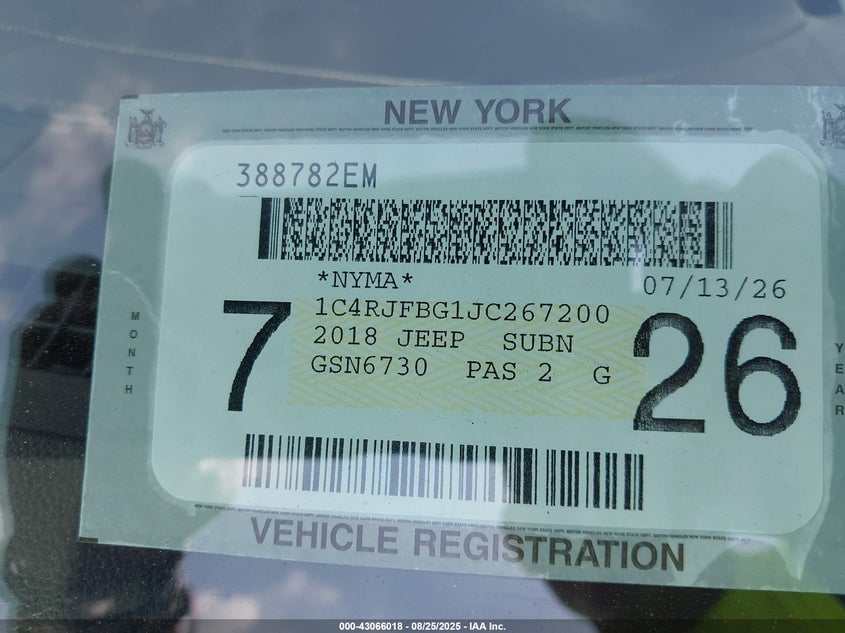 NEW YORK
388782EM
*NYMA*
07/13/26
1C4RJFBG1JC267200
2018 JEEP SUBN
GSN6730 PAS 2 G
7
26
MONTH
YEAR
VEHICLE REGISTRATION
000-43066018 - 08/25/2025 - IAA Inc.